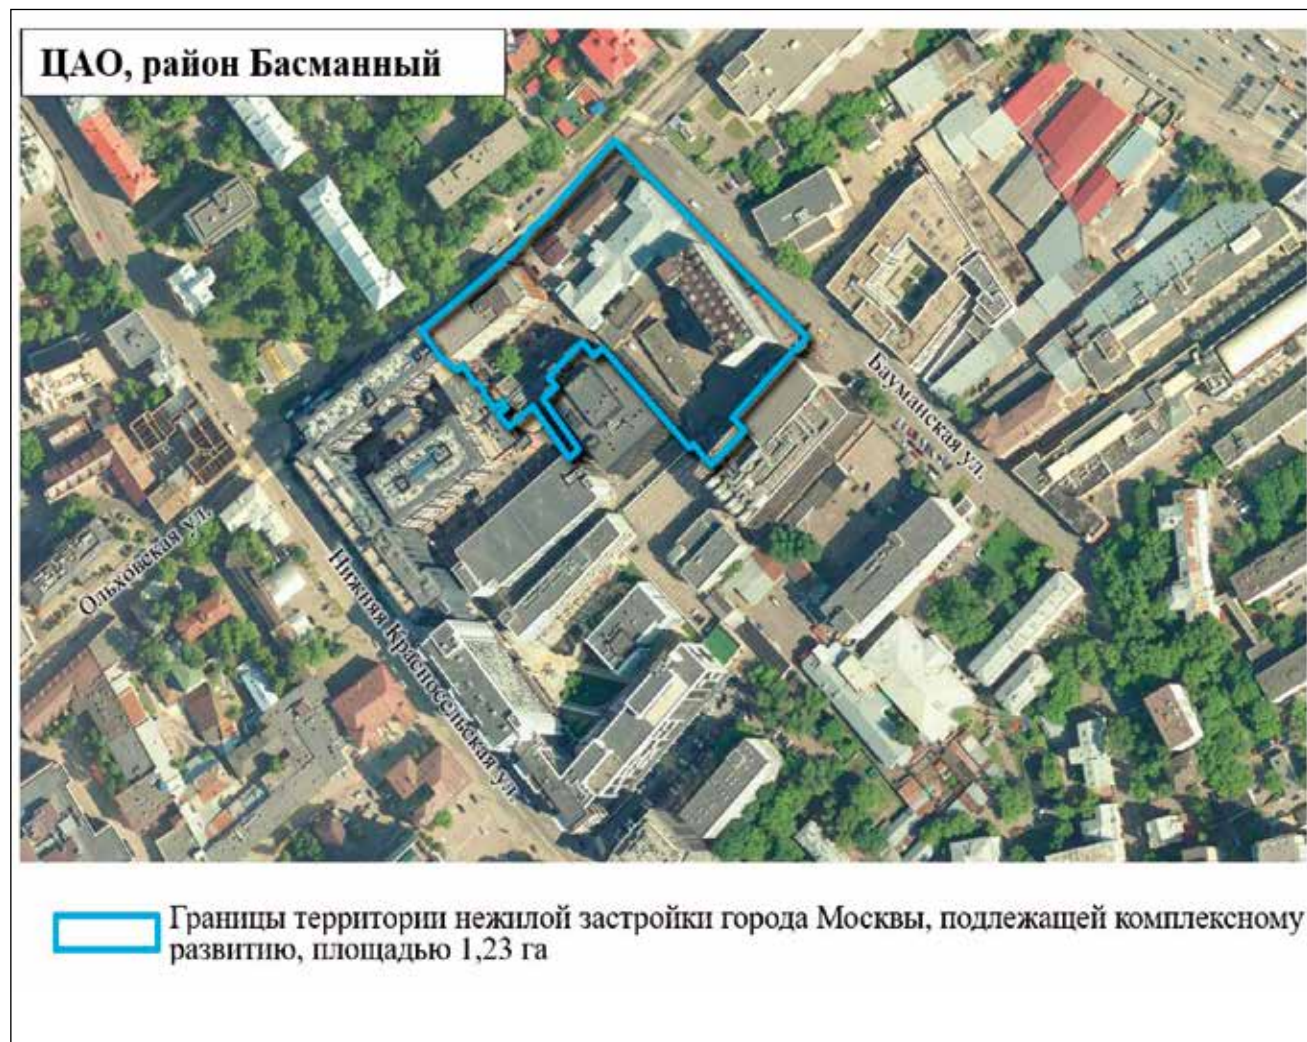 ЦАО, район Басманный
Бауманская ул.
Ольховская ул.
Нижняя Красносельская ул.
Границы территории нежилой застройки города Москвы, подлежащей комплексному
развитию, площадью 1,23 га